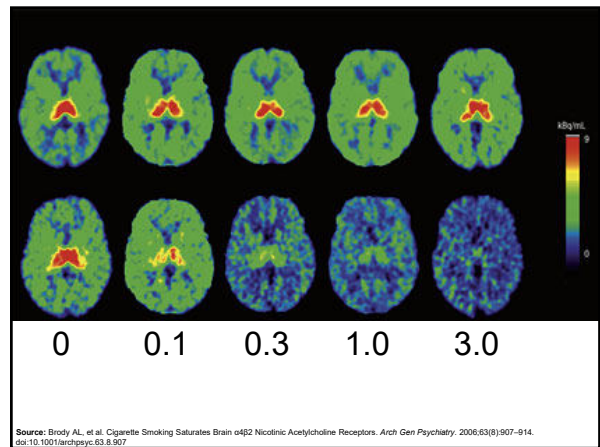 kBq/mL
9
0
0 0.1 0.3 1.0 3.0
Source: Brody AL, et al. Cigarette Smoking Saturates Brain α4β2 Nicotinic Acetylcholine Receptors. Arch Gen Psychiatry. 2006;63(8):907–914.
doi:10.1001/archpsyc.63.8.907